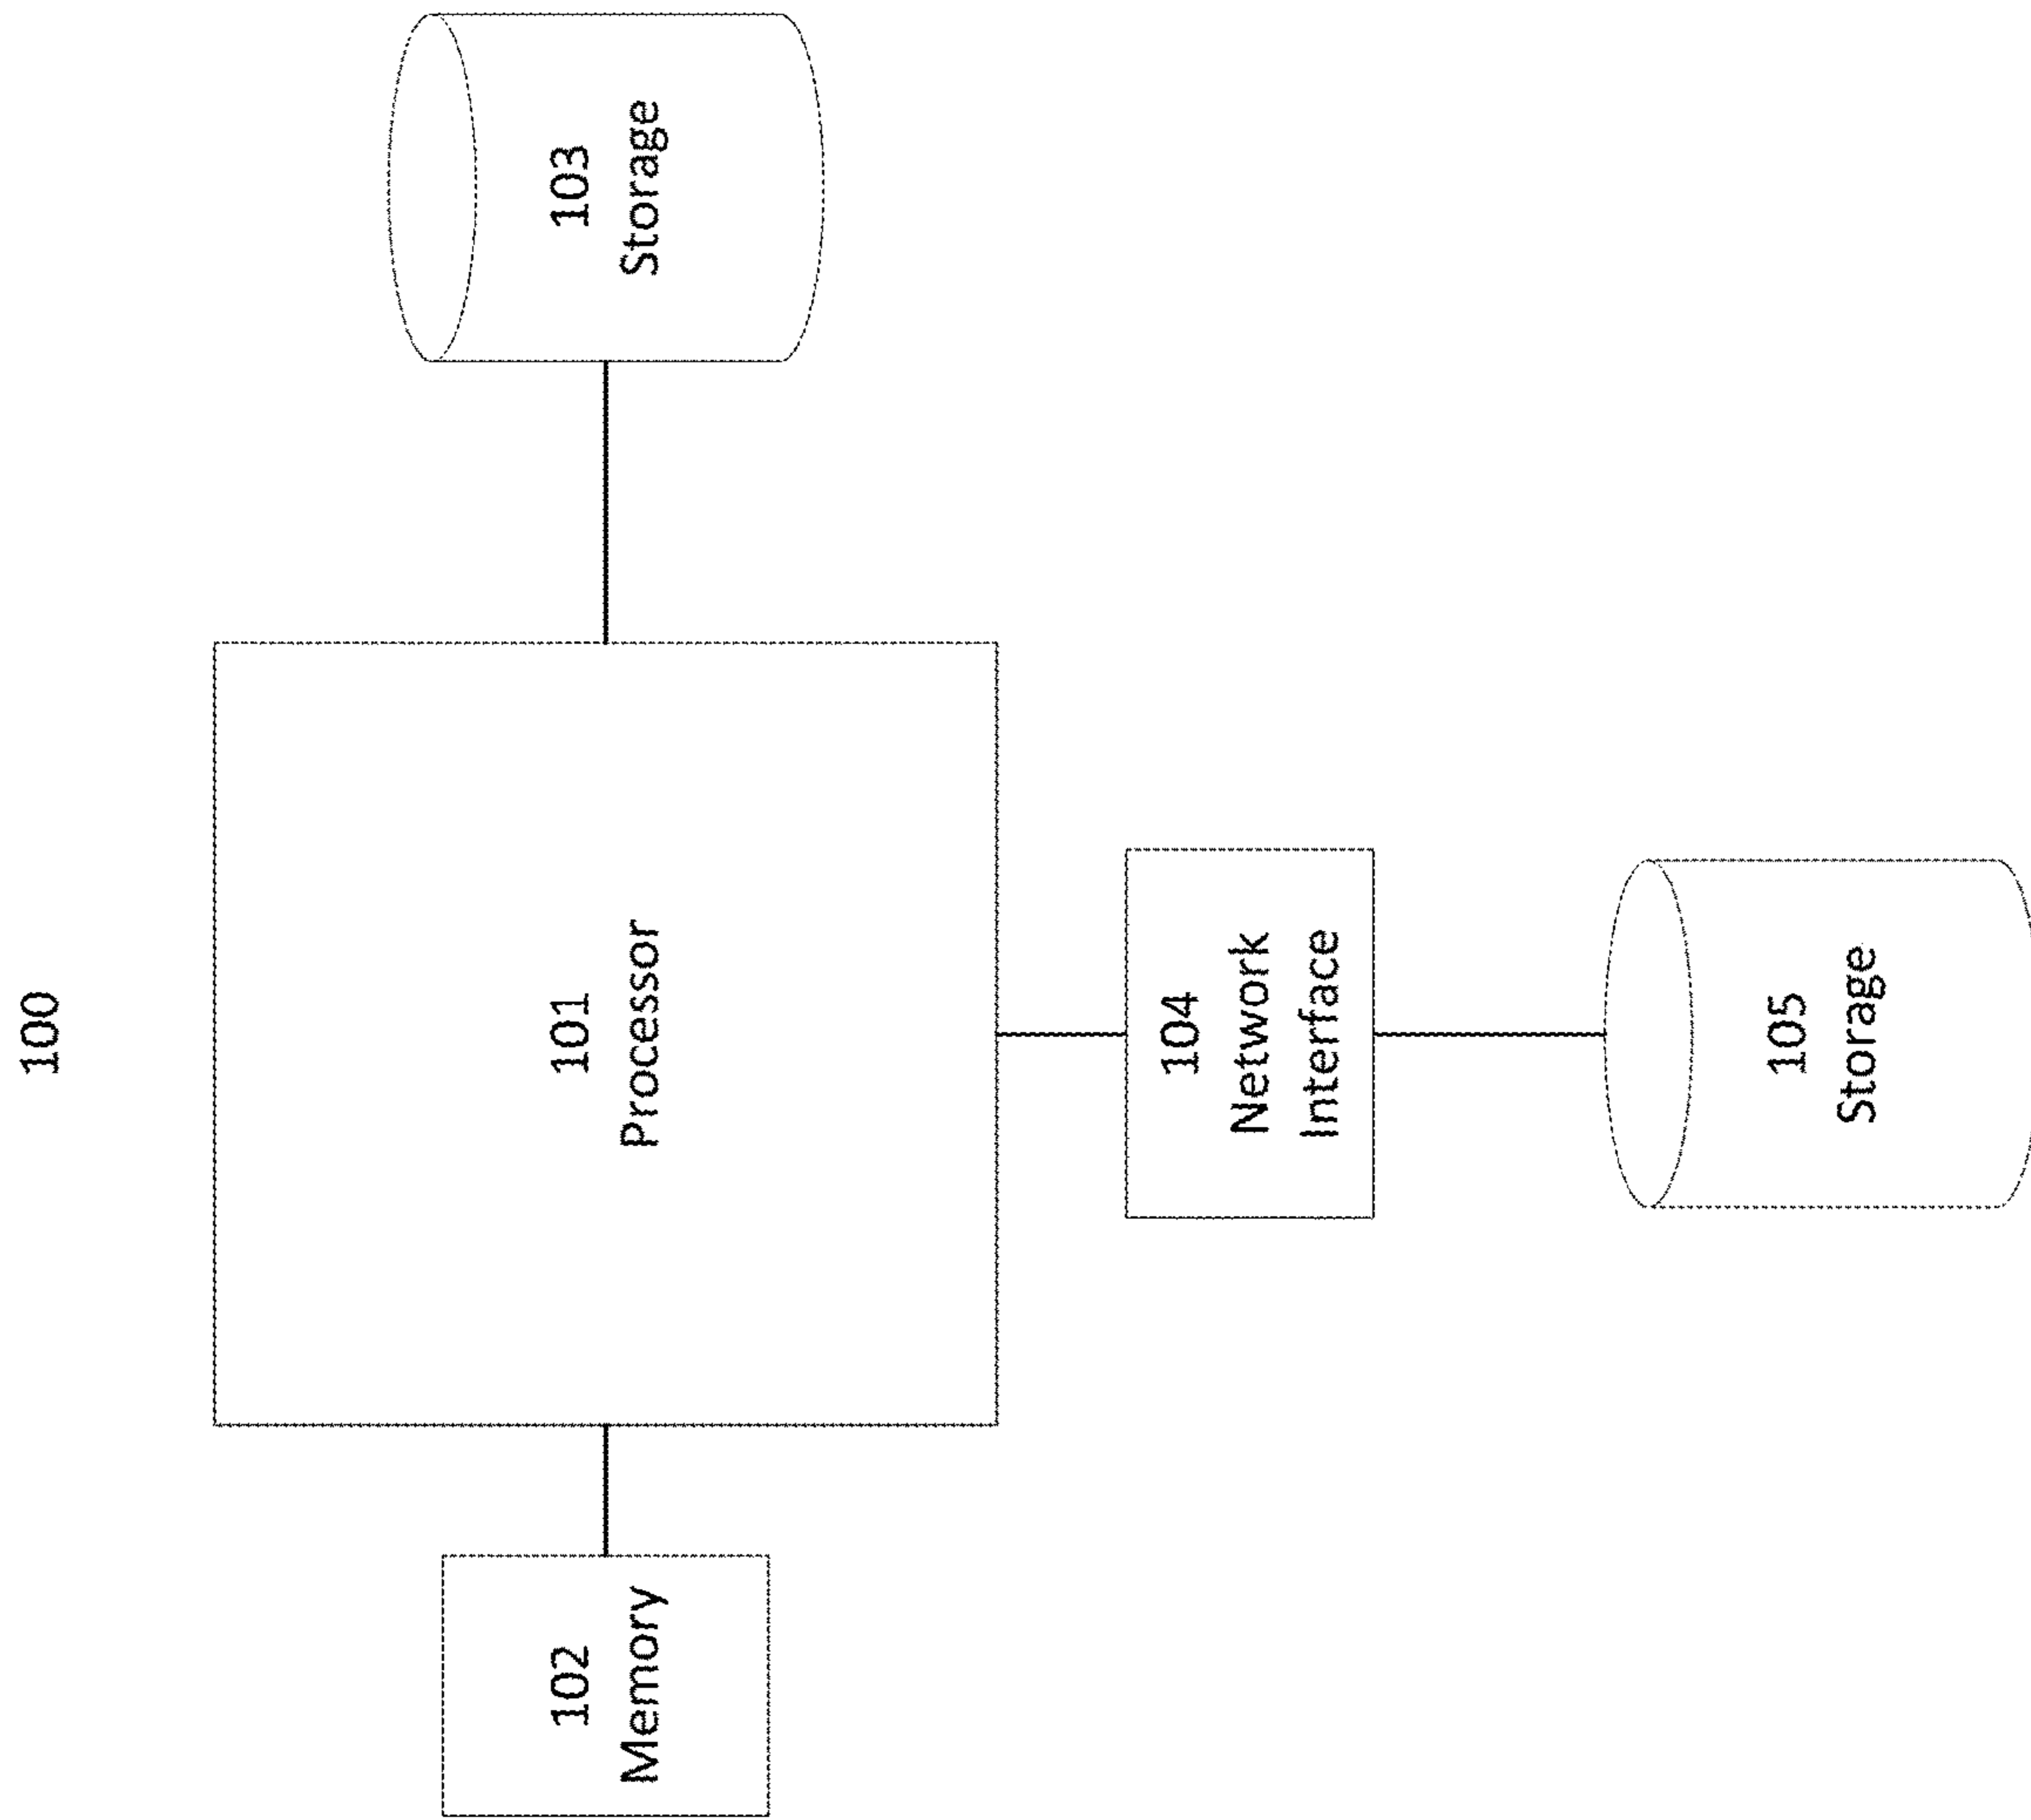 100
102
Memory
101
Processor
103
Storage
104
Network
Interface
105
Storage